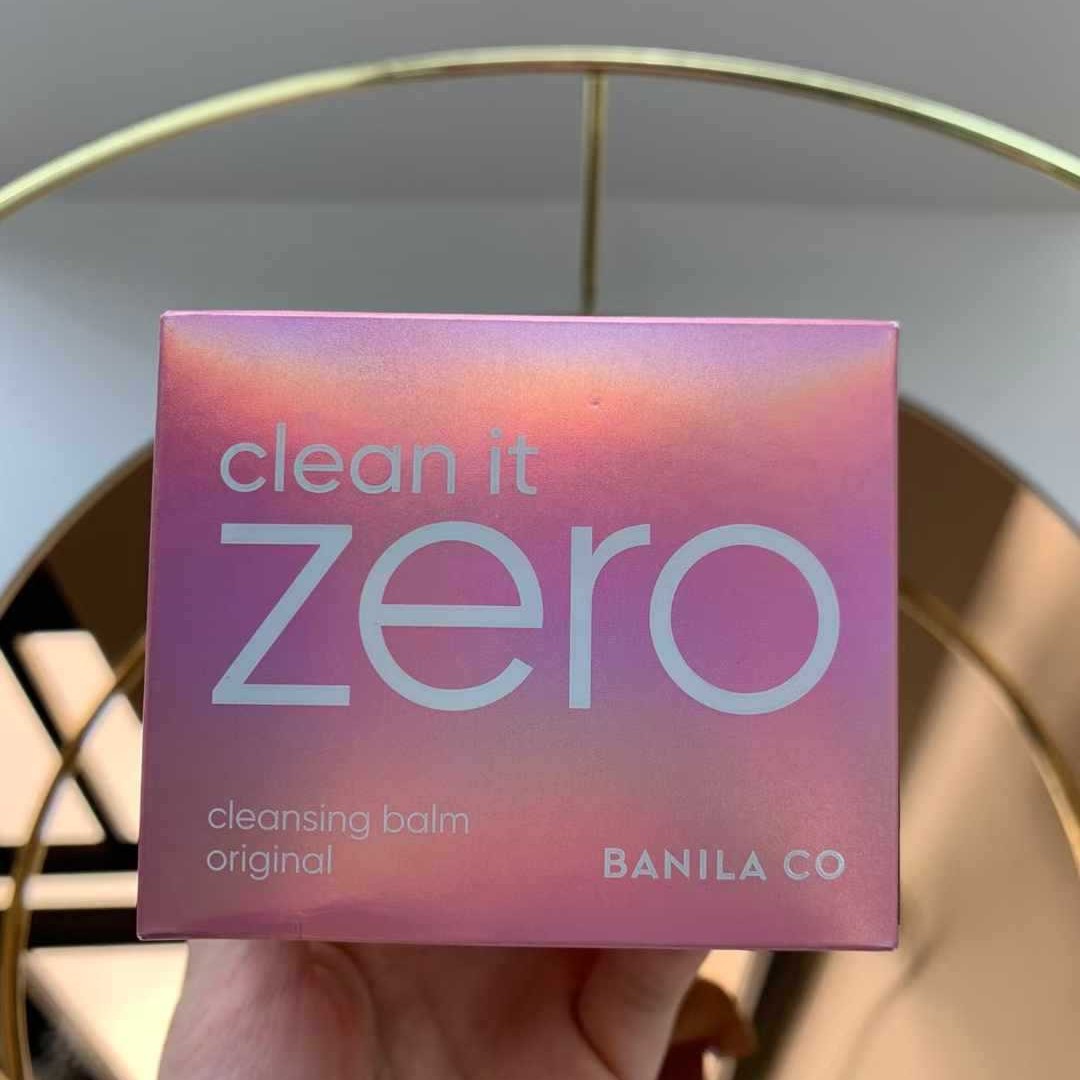 clean it
zero
cleansing balm
original
BANILA CO